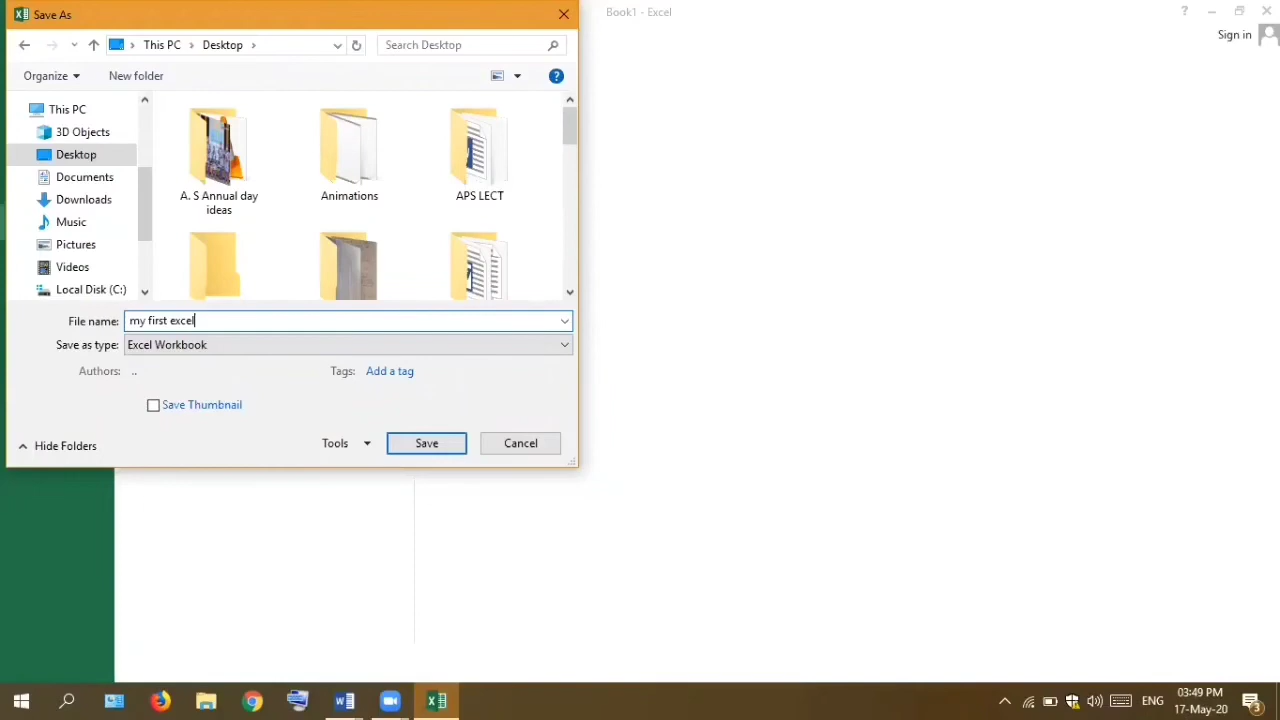 Save As
Book1 - Excel
Sign in
This PC
Desktop
Search Desktop
Organize
New folder
This PC
3D Objects
Desktop
Documents
Downloads
Music
Pictures
Videos
Local Disk (C:)
A. S Annual day
ideas
Animations
APS LECT
File name: my first excel
Save as type: Excel Workbook
Authors: ..
Tags: Add a tag
Save Thumbnail
Hide Folders
Tools
Save
Cancel
ENG
03:49 PM
17-May-20
3